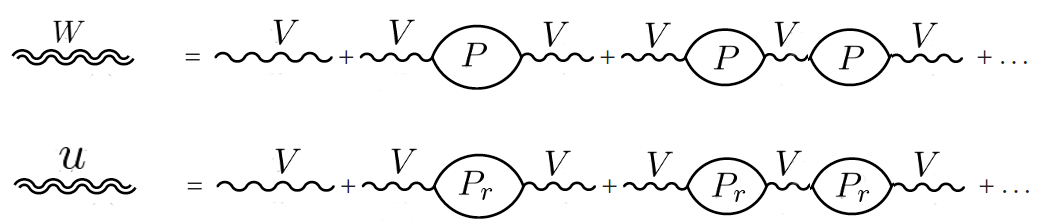 W = V + V P V + V P V P V + ...
u = V + V P_r V + V P_r V P_r V + ...